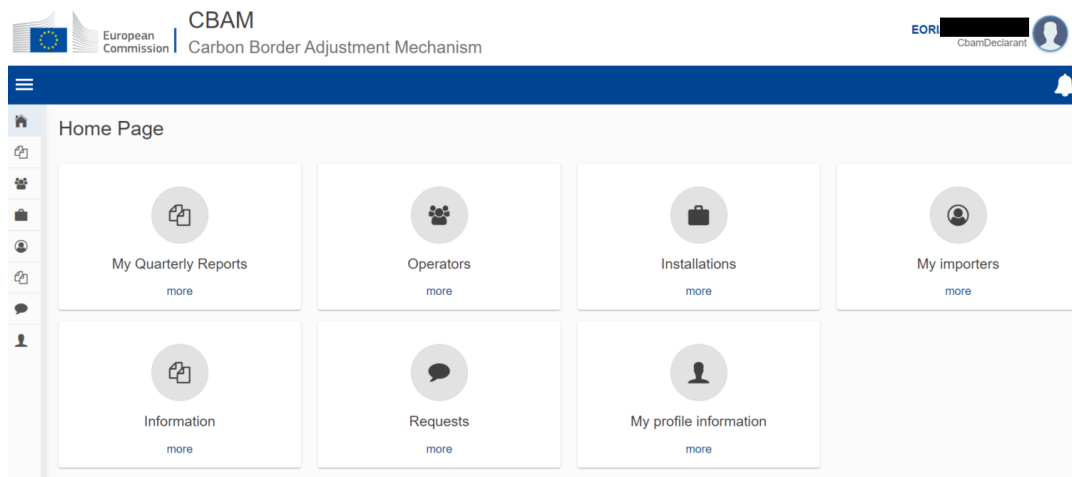 European
Commission
CBAM
Carbon Border Adjustment Mechanism
EORI
CbamDeclarant
Home Page
My Quarterly Reports
more
Operators
more
Installations
more
My importers
more
Information
more
Requests
more
My profile information
more